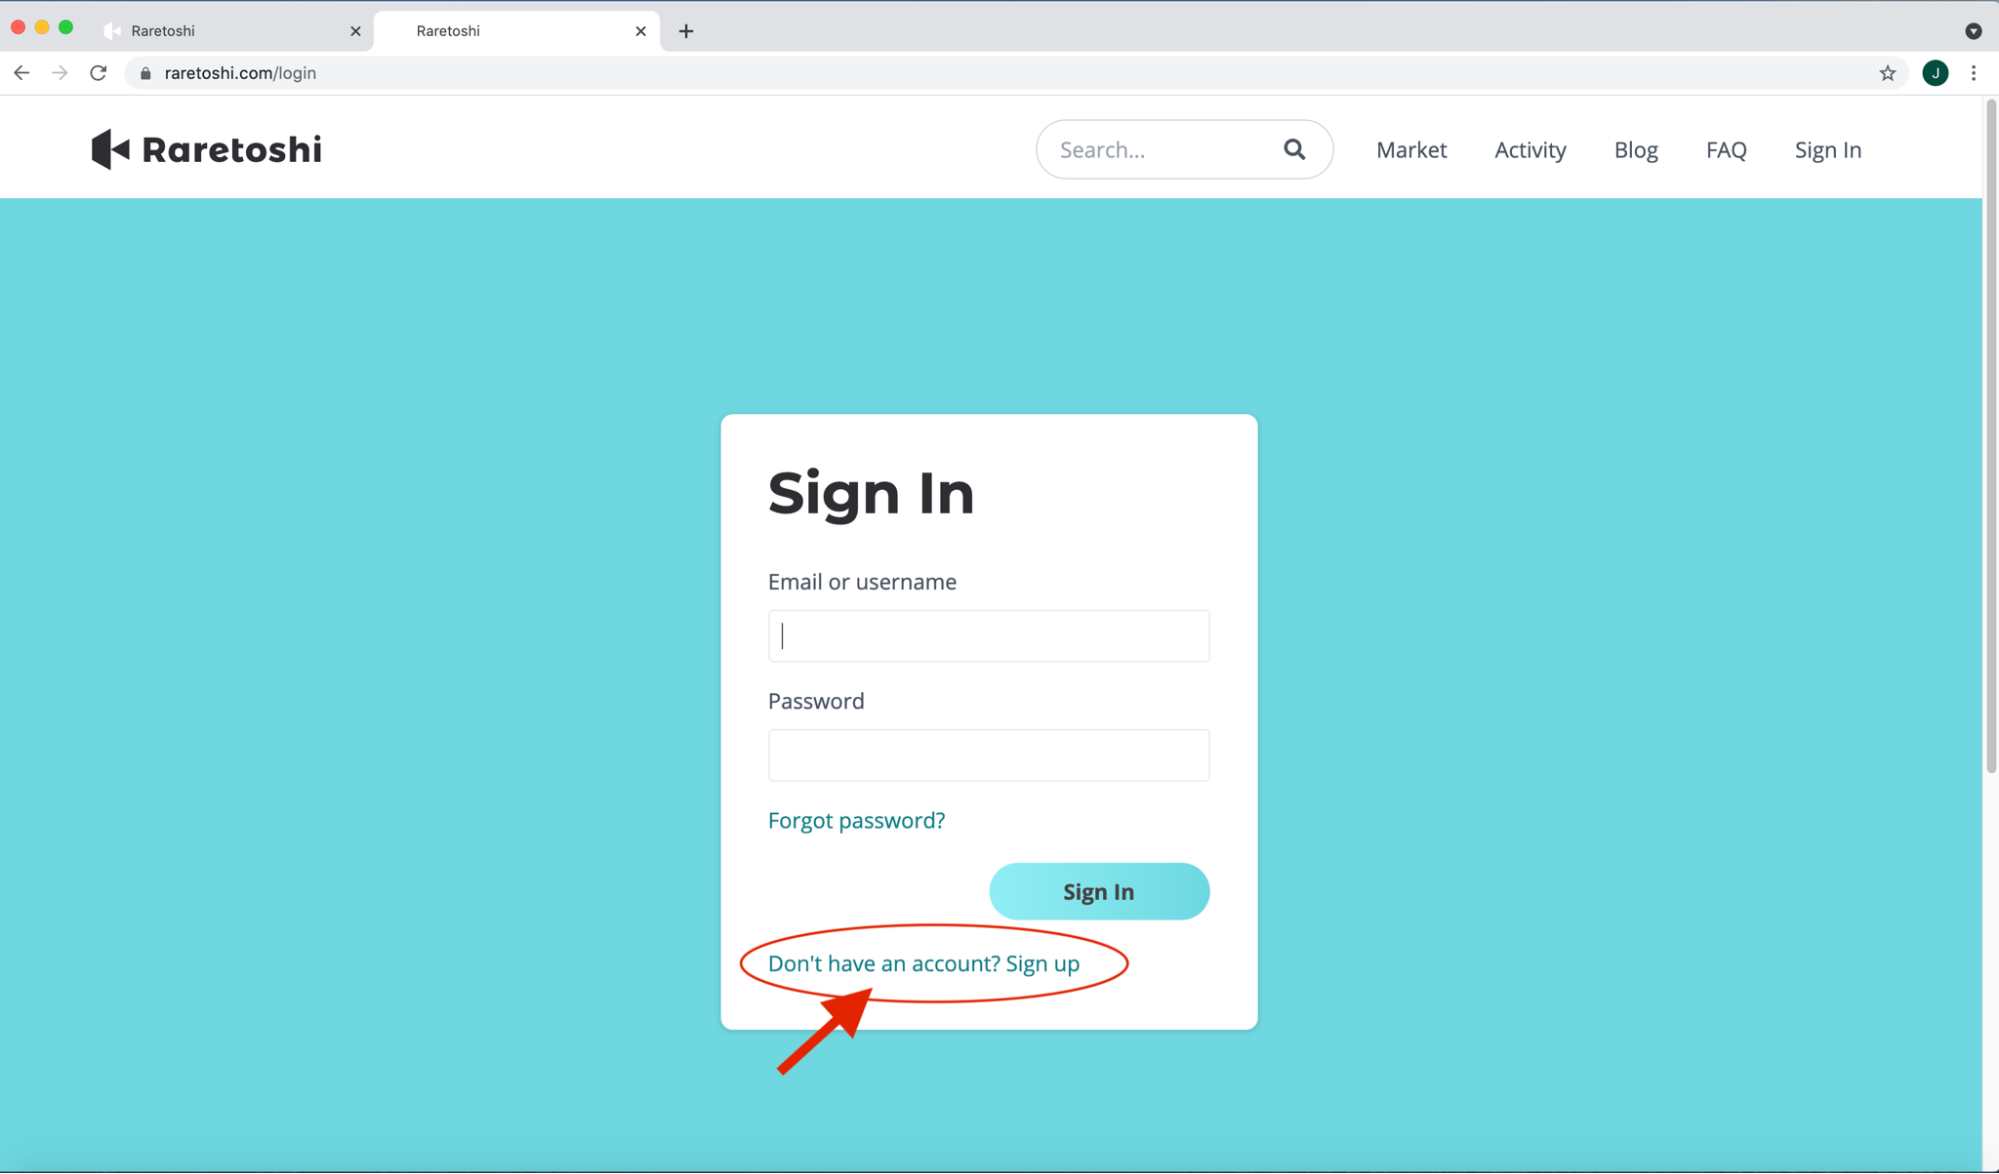 Raretoshi
Raretoshi
raretoshi.com/login
J
Raretoshi
Search...
Market
Activity
Blog
FAQ
Sign In
Sign In
Email or username
Password
Forgot password?
Sign In
Don't have an account? Sign up